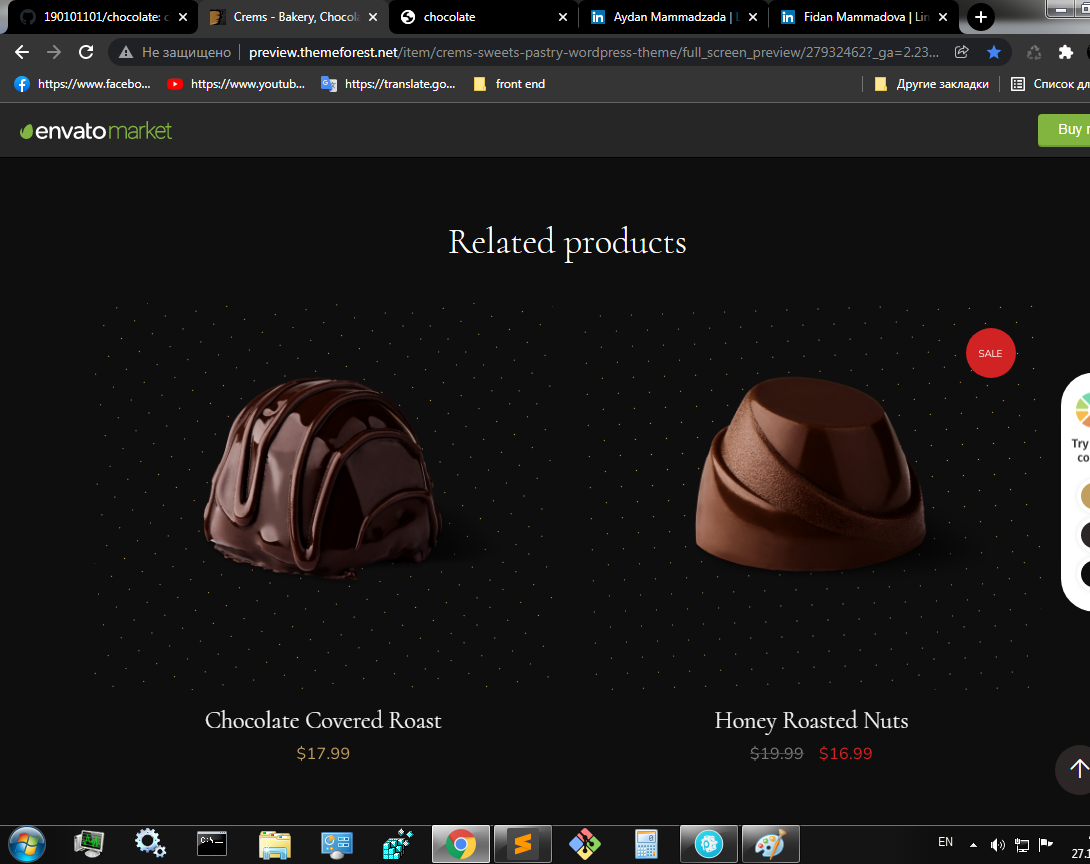 190101101/chocolate: c
Crems - Bakery, Chocol
chocolate
Aydan Mammadzada | L
Fidan Mammadova | Lin
Не защищено
preview.themeforest.net/item/crems-sweets-pastry-wordpress-theme/full_screen_preview/27932462?_ga=2.23...
https://www.facebo...
https://www.youtub...
https://translate.go...
front end
Другие закладки
Список дл
envato market
Buy
Related products
SALE
Try
co
Chocolate Covered Roast
$17.99
Honey Roasted Nuts
$19.99 $16.99
EN
27.1